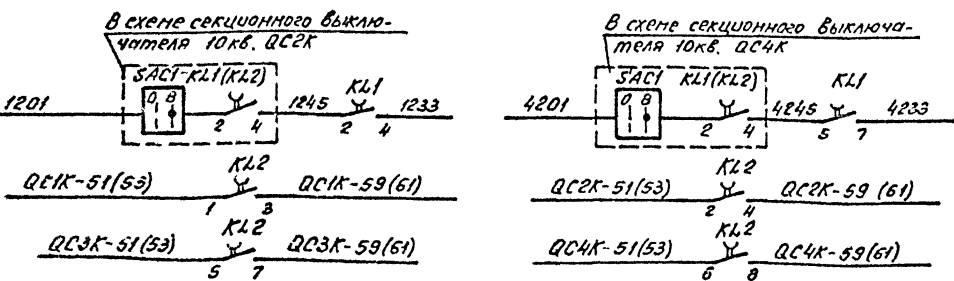 В схеме секционного выклю-
чателя 10кв. QC2K
SAC1-KL1(KL2)
KL1
1201
О В
1245
1233
2 4
2 4
KL2
QC1K-51(53)
QC1K-59(61)
1 3
KL2
QC3K-51(53)
QC3K-59(61)
5 7
В схеме секционного выключа-
теля 10кв. QC4K
SAC1 KL1(KL2)
KL1
4201
О В
4245
4233
2 4
5 7
KL2
QC2K-51(53)
QC2K-59 (61)
2 4
KL2
QC4K-51(53)
QC4K-59(61)
6 8